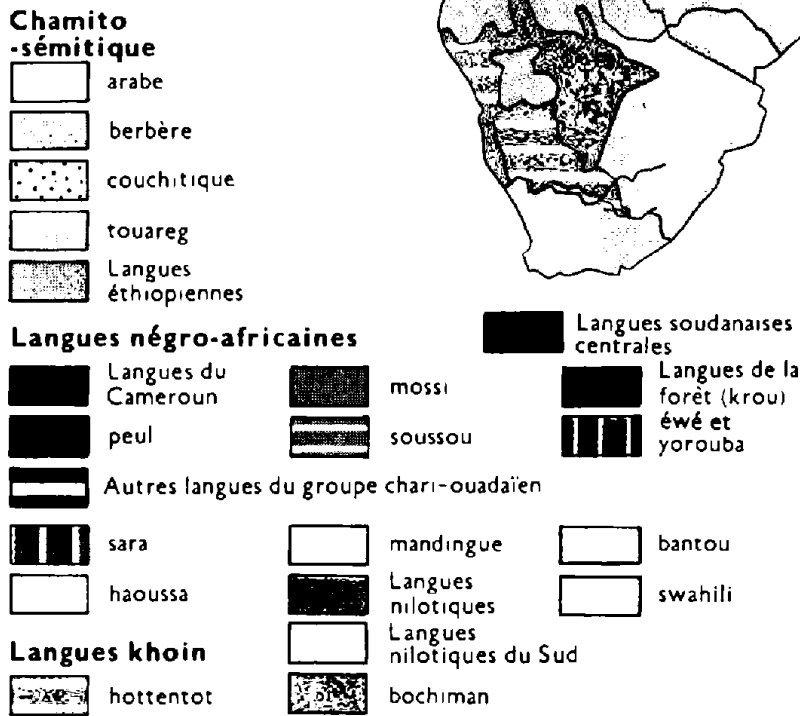 Chamito
-sémitique
arabe
berbère
couchitique
touareg
Langues
éthiopiennes
Langues négro-africaines
Langues soudanaises
centrales
Langues du
Cameroun
mossi
Langues de la
forèt (krou)
peul
soussou
éwé et
yorouba
Autres langues du groupe chari-ouadaïen
sara
mandingue
bantou
haoussa
Langues
nilotiques
swahili
Langues
nilotiques du Sud
Langues khoin
hottentot
bochiman